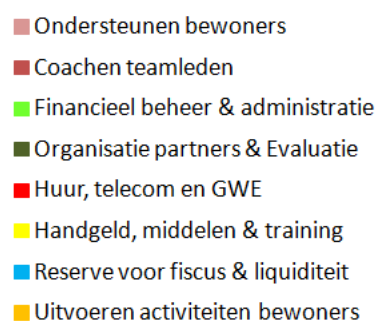 Ondersteunen bewoners
Coachen teamleden
Financieel beheer & administratie
Organisatie partners & Evaluatie
Huur, telecom en GWE
Handgeld, middelen & training
Reserve voor fiscus & liquiditeit
Uitvoeren activiteiten bewoners